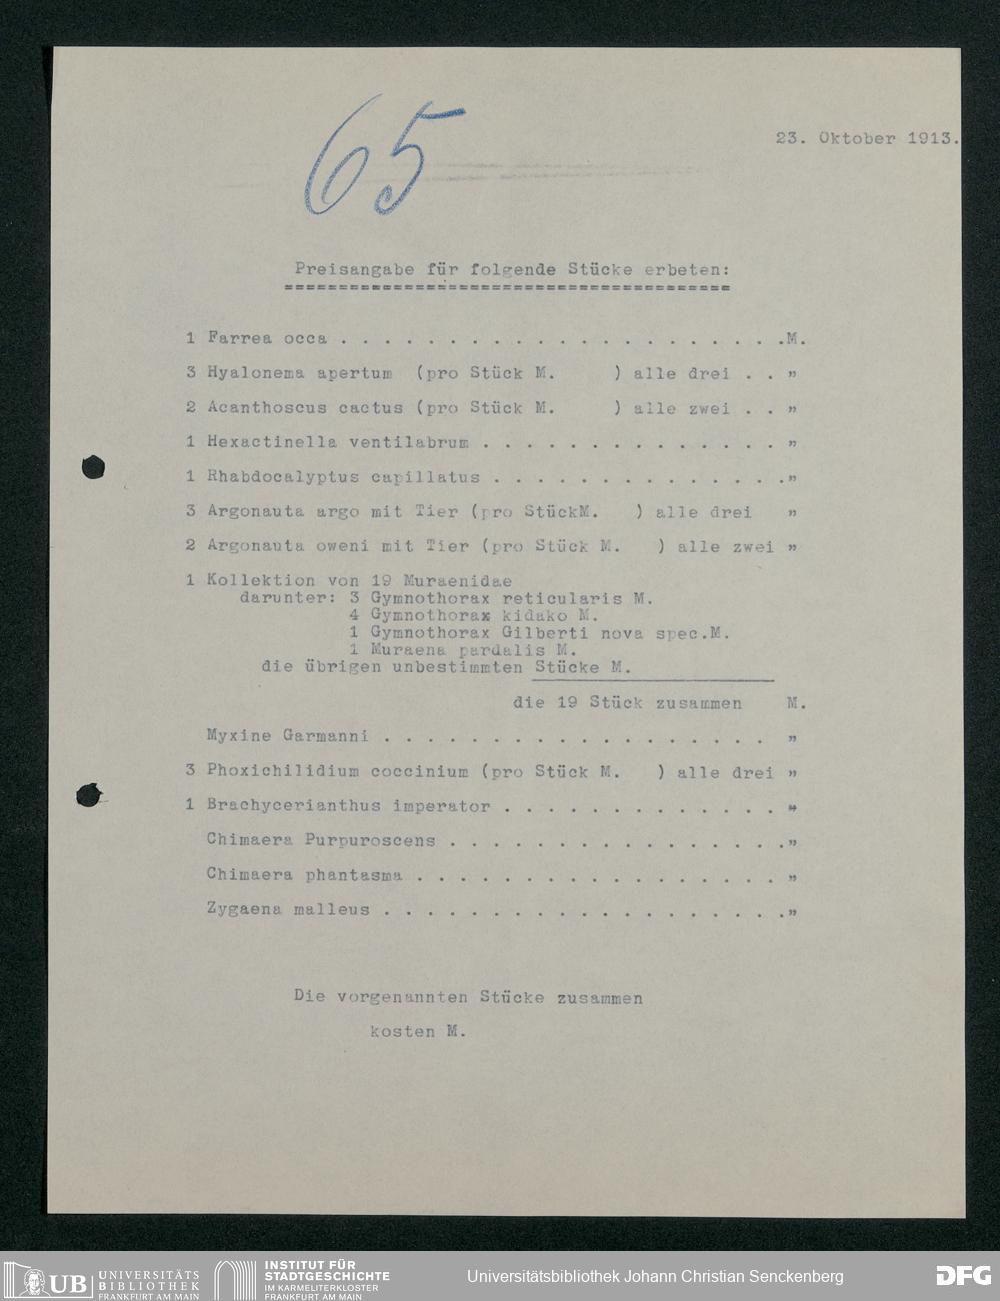 65
23. Oktober 1913.
Preisangabe für folgende Stücke erbeten:
========================================
1 Farrea occa . . . . . . . . . . . . . . . . . . . . .M.
3 Hyalonema apertum (pro Stück M. ) alle drei . . "
2 Acanthoscus cactus (pro Stück M. ) alle zwei . . "
1 Hexactinella ventilabrum . . . . . . . . . . . . . . "
1 Rhabdocalyptus capillatus . . . . . . . . . . . . . ."
3 Argonauta argo mit Tier (pro StückM. ) alle drei "
2 Argonauta oweni mit Tier (pro Stück M. ) alle zwei "
1 Kollektion von 19 Muraenidae
darunter: 3 Gymnothorax reticularis M.
4 Gymnothorax kidako M.
1 Gymnothorax Gilberti nova spec.M.
1 Muraena pardalis M.
die übrigen unbestimmten Stücke M.
die 19 Stück zusammen M.
Myxine Garmanni . . . . . . . . . . . . . . . . . . "
3 Phoxichilidium coccinium (pro Stück M. ) alle drei "
1 Brachycerianthus imperator . . . . . . . . . . . . . "
Chimaera Purpuroscens . . . . . . . . . . . . . . . ."
Chimaera phantasma . . . . . . . . . . . . . . . . . "
Zygaena malleus . . . . . . . . . . . . . . . . . . ."
Die vorgenannten Stücke zusammen
kosten M.
UB UNIVERSITÄTS
BIBLIOTHEK
FRANKFURT AM MAIN
INSTITUT FÜR
STADTGESCHICHTE
IM KARMELITERKLOSTER
FRANKFURT AM MAIN
Universitätsbibliothek Johann Christian Senckenberg
DFG